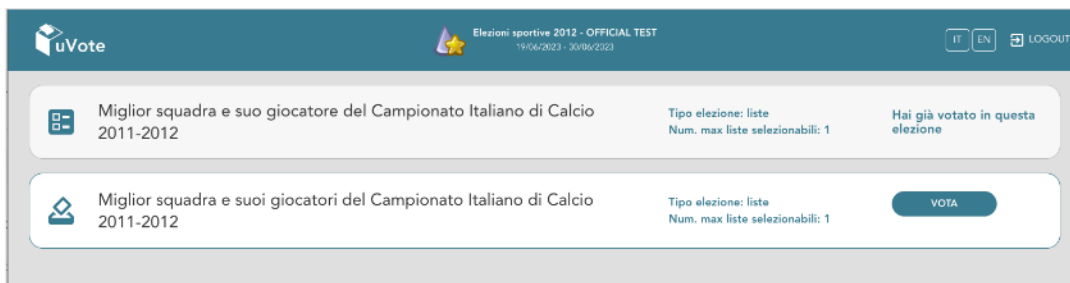 uVote
Elezioni sportive 2012 - OFFICIAL TEST
19/06/2023 - 30/06/2023
IT EN LOGOUT
Miglior squadra e suo giocatore del Campionato Italiano di Calcio
2011-2012
Tipo elezione: liste
Num. max liste selezionabili: 1
Hai già votato in questa
elezione
Miglior squadra e suoi giocatori del Campionato Italiano di Calcio
2011-2012
Tipo elezione: liste
Num. max liste selezionabili: 1
VOTA